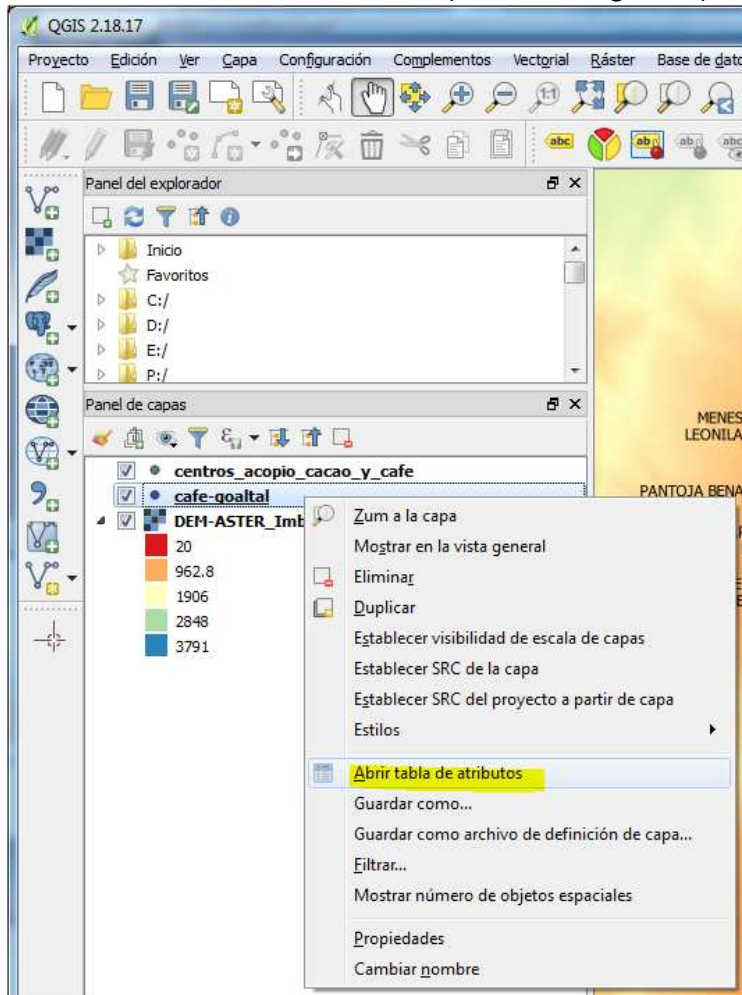 QGIS 2.18.17
Proyecto Edición Ver Capa Configuración Complementos Vectorial Ráster Base de dato
Panel del explorador
Inicio
Favoritos
C:/
D:/
E:/
P:/
Panel de capas
centros_acopio_cacao_y_cafe
cafe-goaltal
DEM-ASTER_Imb
20
962.8
1906
2848
3791
MENES
LEONILA
PANTOJA BENA
Zum a la capa
Mostrar en la vista general
Eliminar
Duplicar
Establecer visibilidad de escala de capas
Establecer SRC de la capa
Establecer SRC del proyecto a partir de capa
Estilos
Abrir tabla de atributos
Guardar como...
Guardar como archivo de definición de capa...
Filtrar...
Mostrar número de objetos espaciales
Propiedades
Cambiar nombre